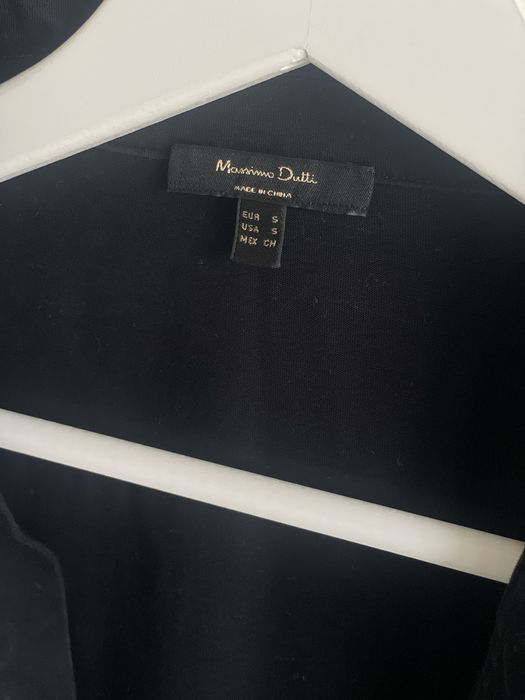 Massimo Dutti
MADE IN CHINA
EUR S
USA S
MEX CH